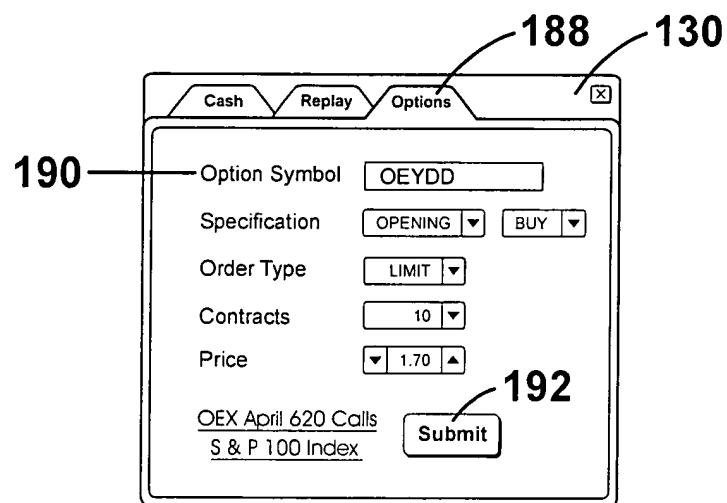 188 130
Cash Replay Options
190 Option Symbol OEYDD
Specification OPENING BUY
Order Type LIMIT
Contracts 10
Price 1.70
192
OEX April 620 Calls
S & P 100 Index
Submit